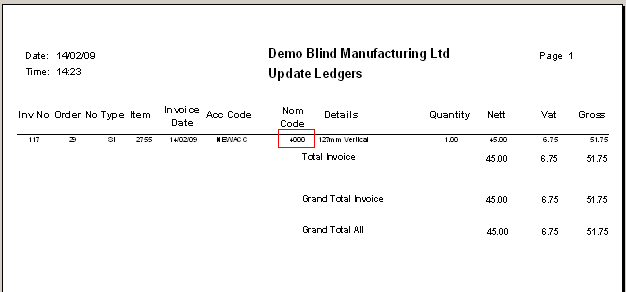 Date: 14/02/09 Demo Blind Manufacturing Ltd Page 1
Time: 14:23 Update Ledgers
Inv No Order No Type Item Invoice Date Acc Code Nom Code Details Quantity Nett Vat Gross
117 29 SI 2755 14/02/09 NEWACC 4000 127mm Vertical 1.00 45.00 6.75 51.75
Total Invoice 45.00 6.75 51.75
Grand Total Invoice 45.00 6.75 51.75
Grand Total All 45.00 6.75 51.75